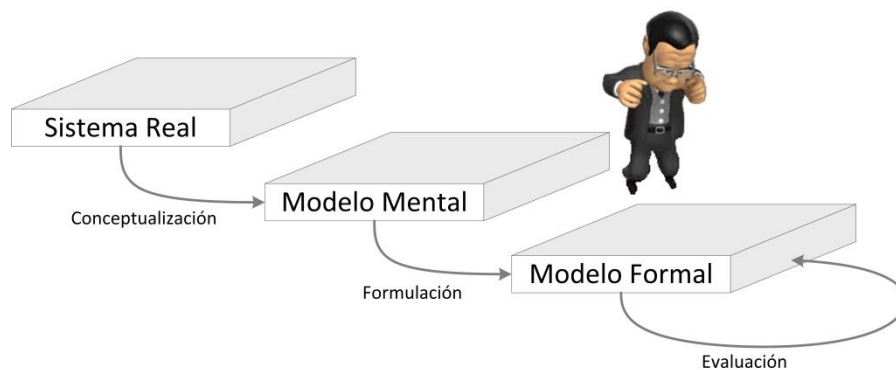 Sistema Real
Conceptualización
Modelo Mental
Formulación
Modelo Formal
Evaluación